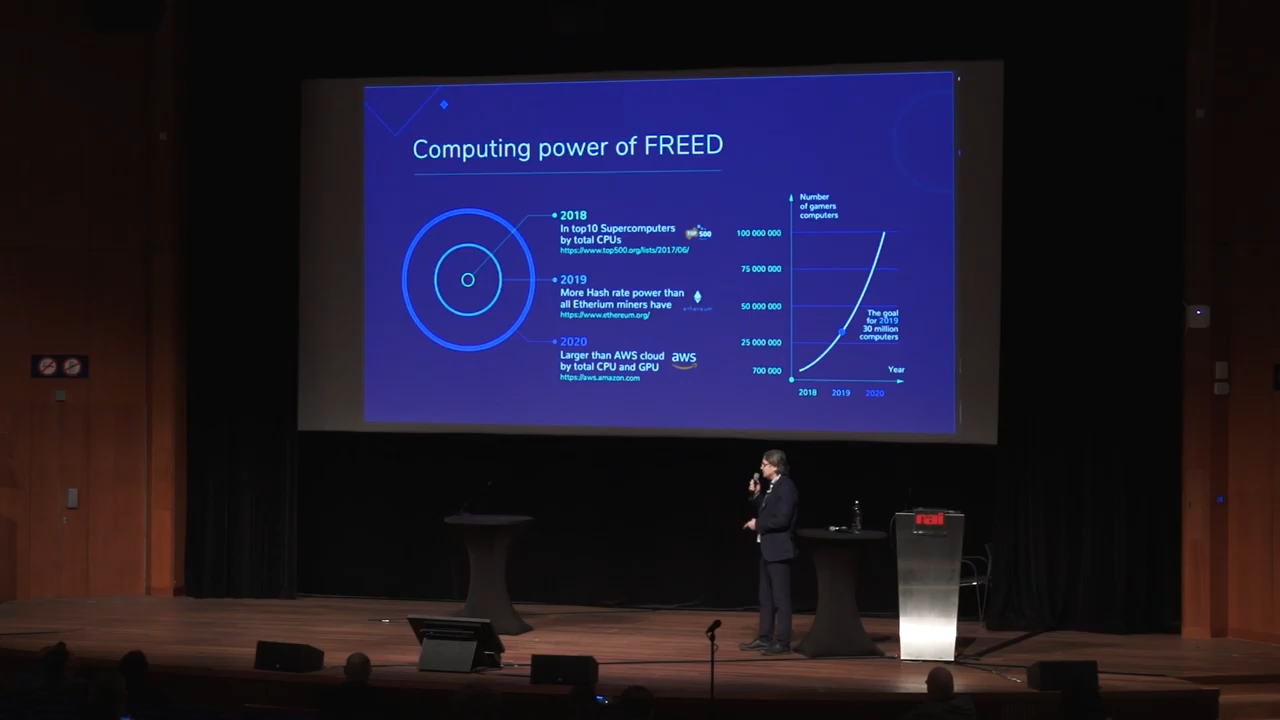 Computing power of FREED
2018
In top10 Supercomputers
by total CPUs
TOP 500
https://www.top500.org/lists/2017/06/
2019
More Hash rate power than
all Etherium miners have
ethereum
https://www.ethereum.org/
2020
Larger than AWS cloud
by total CPU and GPU
aws
https://aws.amazon.com
Number
of gamers
computers
100 000 000
75 000 000
50 000 000
25 000 000
700 000
The goal
for 2019
30 million
computers
Year
2018 2019 2020
rai